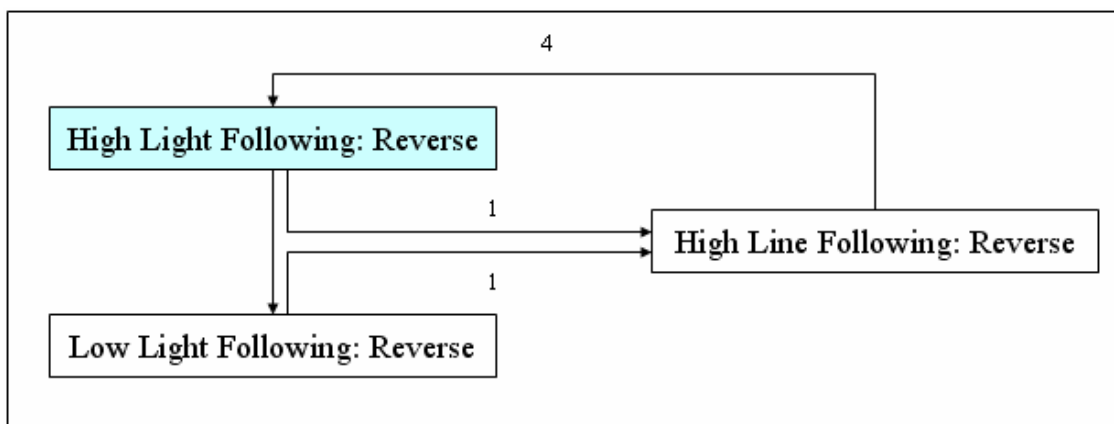 4
High Light Following: Reverse
1
High Line Following: Reverse
1
Low Light Following: Reverse